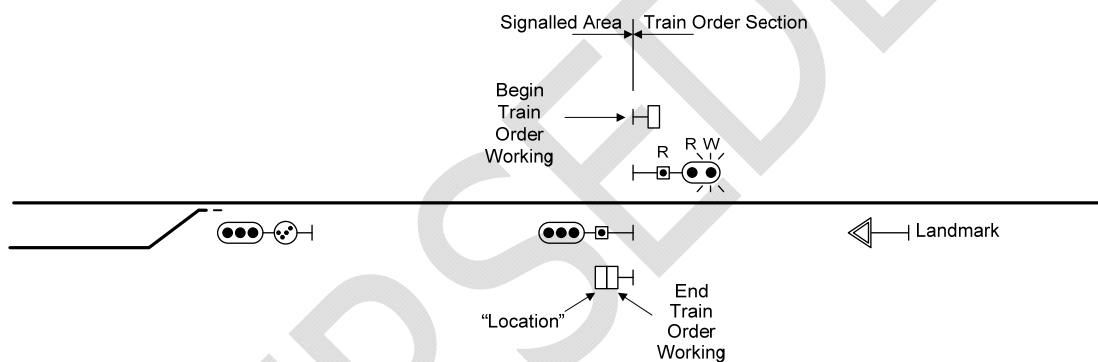 Signalled Area
Train Order Section
Begin
Train
Order
Working
R
R W
Landmark
"Location"
End
Train
Order
Working